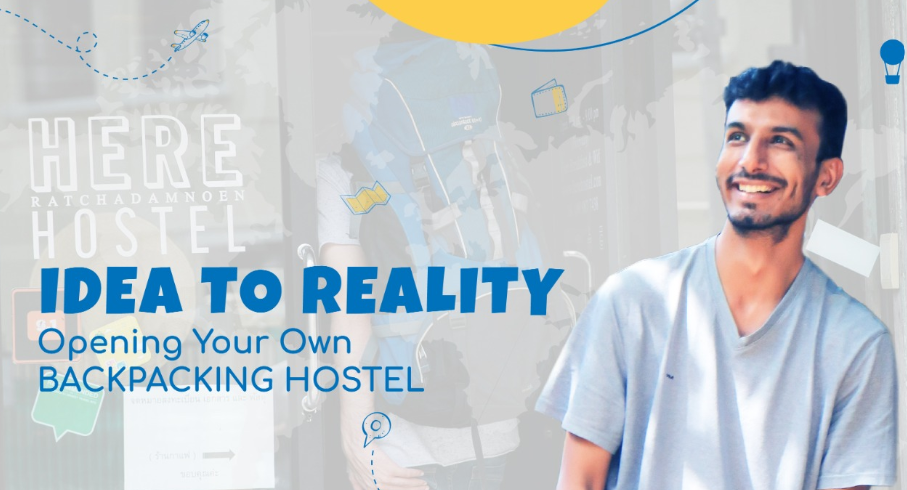 HERE
RATCHADAMNOEN
HOSTEL
IDEA TO REALITY
Opening Your Own
BACKPACKING HOSTEL